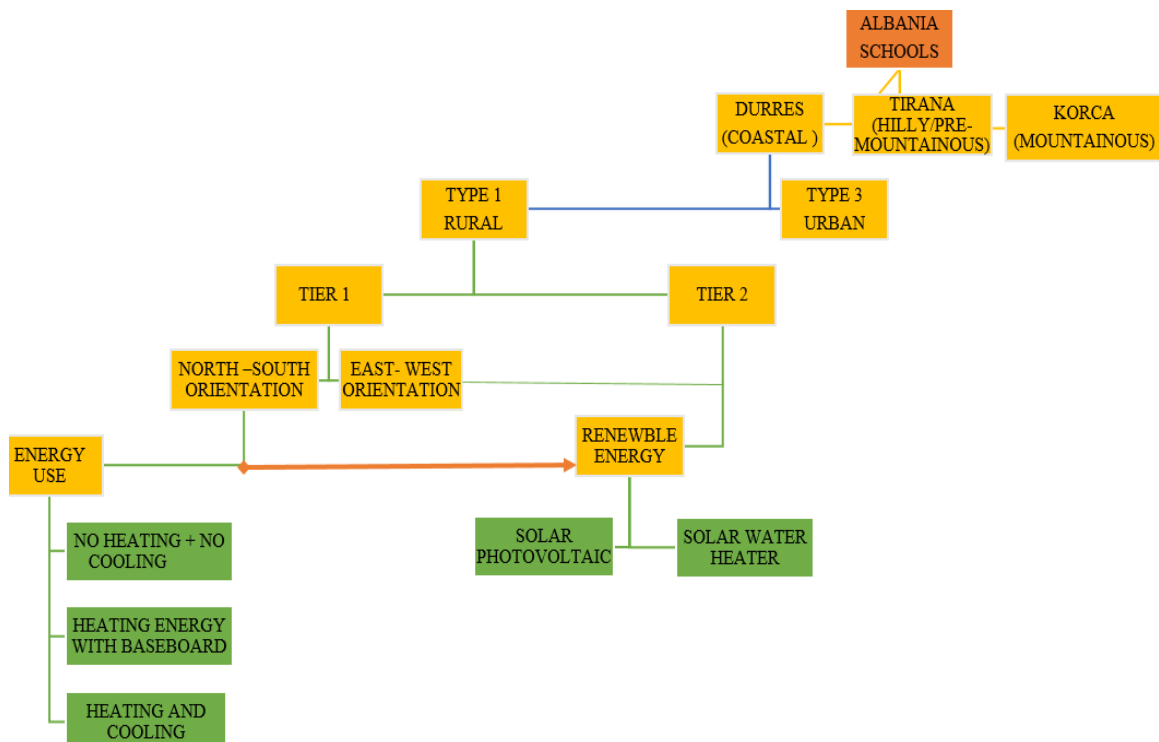 ALBANIA
SCHOOLS
DURRES
(COASTAL )
TIRANA
(HILLY/PRE-
MOUNTAINOUS)
KORCA
(MOUNTAINOUS)
TYPE 1
RURAL
TYPE 3
URBAN
TIER 1
TIER 2
NORTH –SOUTH
ORIENTATION
EAST- WEST
ORIENTATION
ENERGY
USE
RENEWBLE
ENERGY
NO HEATING + NO
COOLING
HEATING ENERGY
WITH BASEBOARD
HEATING AND
COOLING
SOLAR
PHOTOVOLTAIC
SOLAR WATER
HEATER